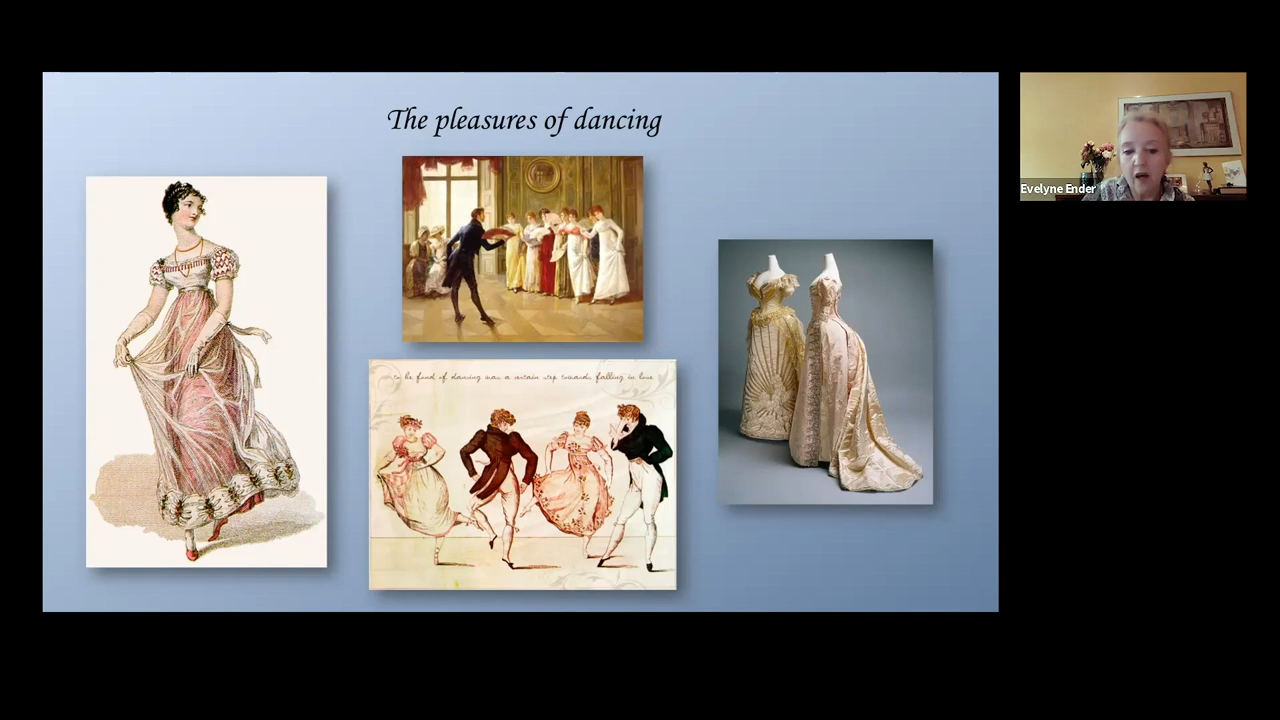 The pleasures of dancing
to be fond of dancing was a certain step towards falling in love
Evelyne Ender